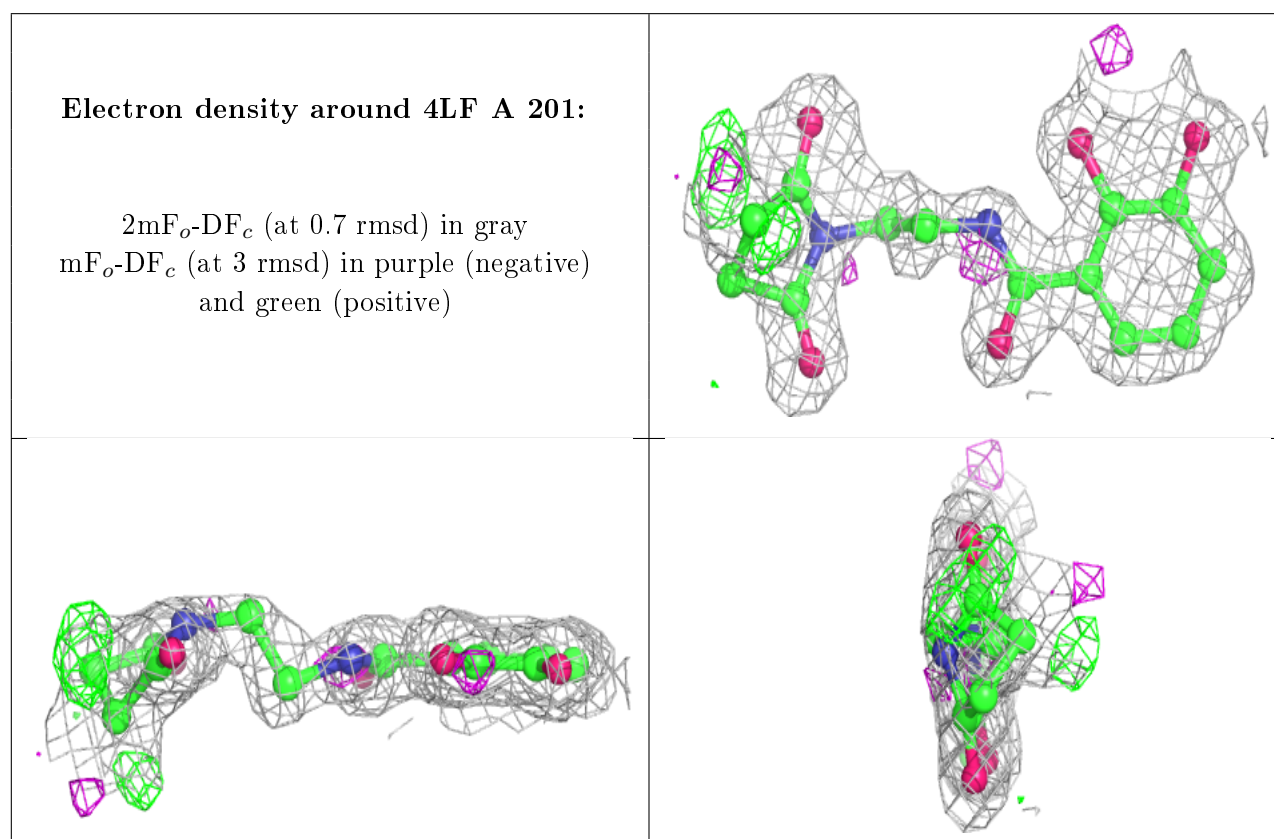 Electron density around 4LF A 201:
2mFo-DFc (at 0.7 rmsd) in gray
mFo-DFc (at 3 rmsd) in purple (negative)
and green (positive)